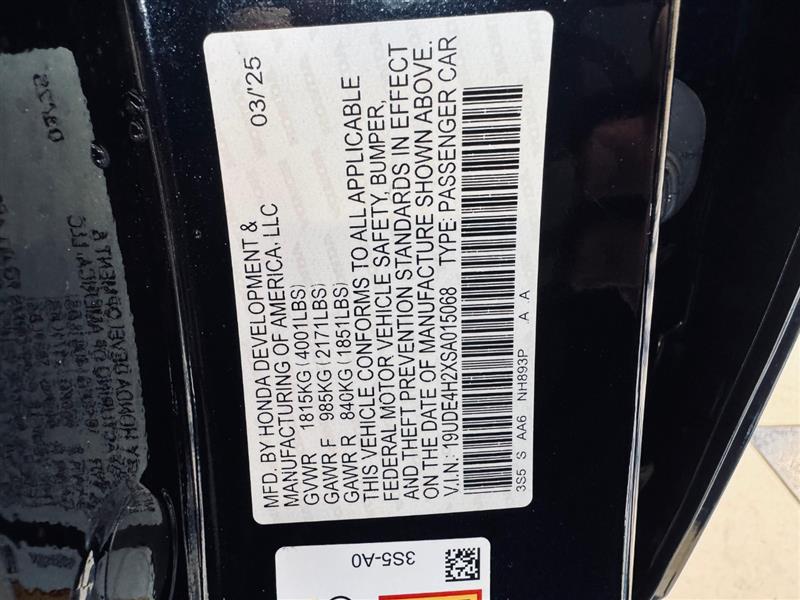 MFD. BY HONDA DEVELOPMENT & 03/'25
MANUFACTURING OF AMERICA, LLC
GVWR 1815KG (4001LBS)
GAWR F 985KG (2171LBS)
GAWR R 840KG (1851LBS)
THIS VEHICLE CONFORMS TO ALL APPLICABLE
FEDERAL MOTOR VEHICLE SAFETY, BUMPER,
AND THEFT PREVENTION STANDARDS IN EFFECT
ON THE DATE OF MANUFACTURE SHOWN ABOVE.
V.I.N: 19UDE4H2XSA015068 TYPE: PASSENGER CAR
3S5 S AA6 NH893P .A A
3S5-A0